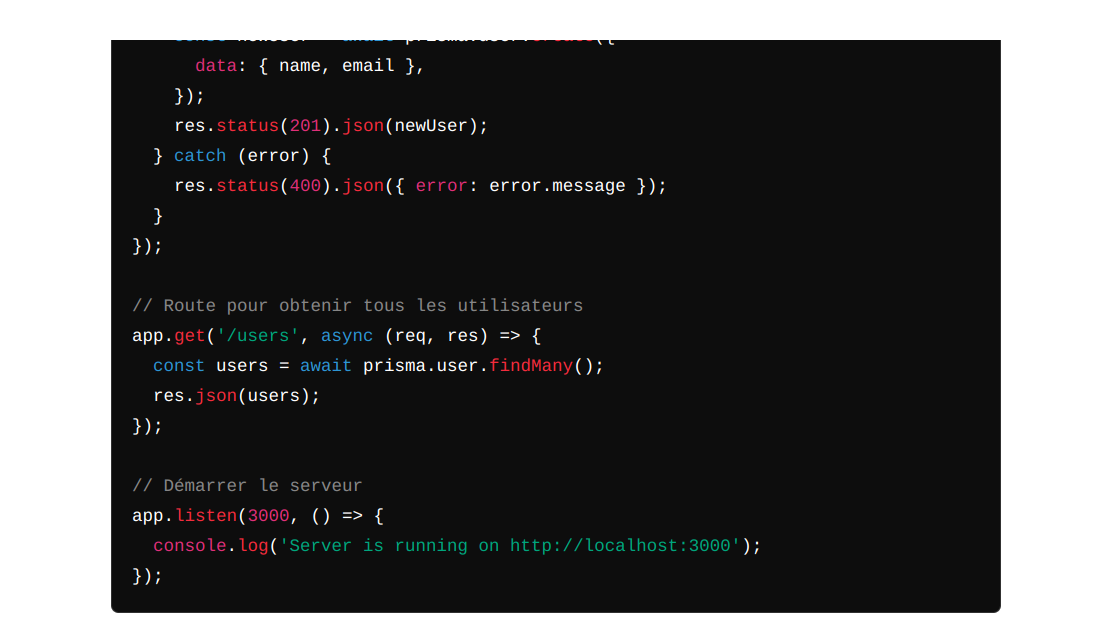 data: { name, email },
    });
    res.status(201).json(newUser);
  } catch (error) {
    res.status(400).json({ error: error.message });
  }
});

// Route pour obtenir tous les utilisateurs
app.get('/users', async (req, res) => {
  const users = await prisma.user.findMany();
  res.json(users);
});

// Démarrer le serveur
app.listen(3000, () => {
  console.log('Server is running on http://localhost:3000');
});